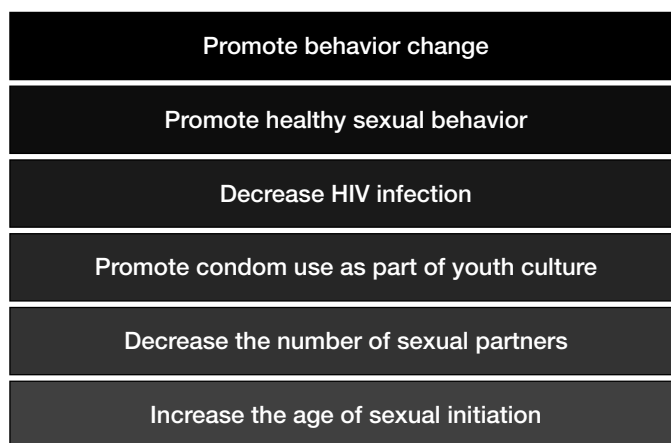 Promote behavior change
Promote healthy sexual behavior
Decrease HIV infection
Promote condom use as part of youth culture
Decrease the number of sexual partners
Increase the age of sexual initiation